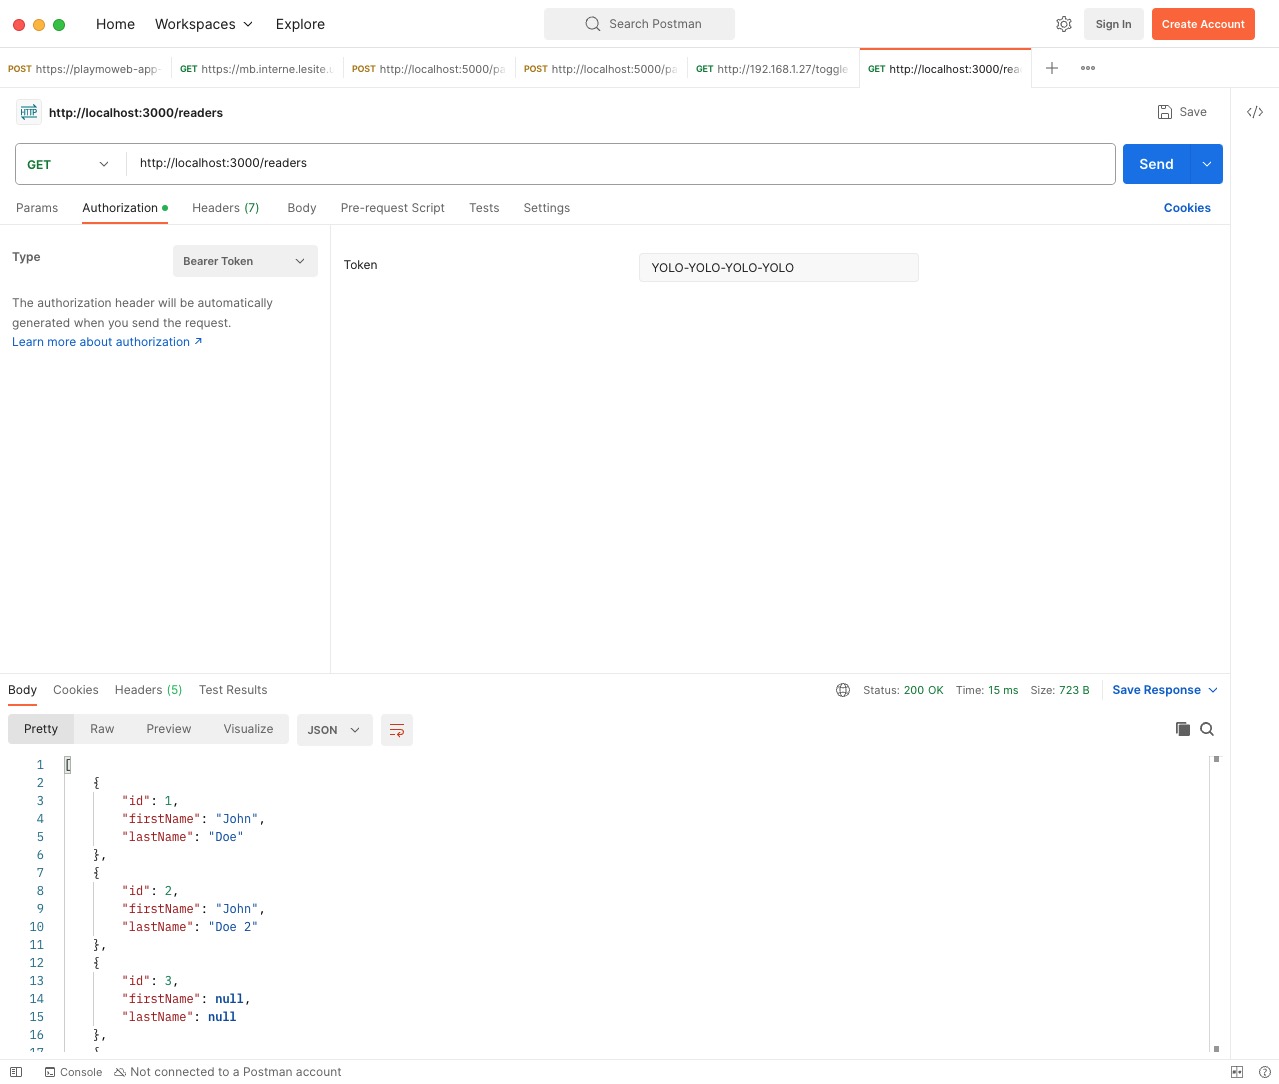 Home Workspaces Explore Search Postman Sign In Create Account
POST https://playmoweb-app- GET https://mb.interne.lesite. POST http://localhost:5000/pa POST http://localhost:5000/pa GET http://192.168.1.27/toggle GET http://localhost:3000/rea
HTTP http://localhost:3000/readers Save
GET http://localhost:3000/readers Send
Params Authorization Headers (7) Body Pre-request Script Tests Settings Cookies
Type Bearer Token Token YOLO-YOLO-YOLO-YOLO
The authorization header will be automatically
generated when you send the request.
Learn more about authorization ↗
Body Cookies Headers (5) Test Results Status: 200 OK Time: 15 ms Size: 723 B Save Response
Pretty Raw Preview Visualize JSON
1 [
2 {
3 "id": 1,
4 "firstName": "John",
5 "lastName": "Doe"
6 },
7 {
8 "id": 2,
9 "firstName": "John",
10 "lastName": "Doe 2"
11 },
12 {
13 "id": 3,
14 "firstName": null,
15 "lastName": null
16 },
17 {
Console Not connected to a Postman account